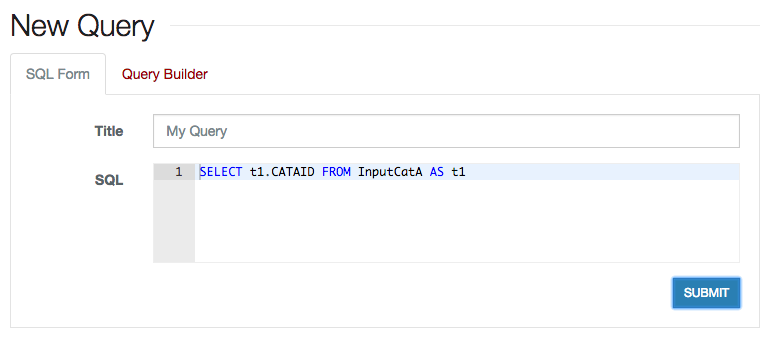 New Query
SQL Form
Query Builder
Title
My Query
SQL
1
SELECT t1.CATAID FROM InputCatA AS t1
SUBMIT